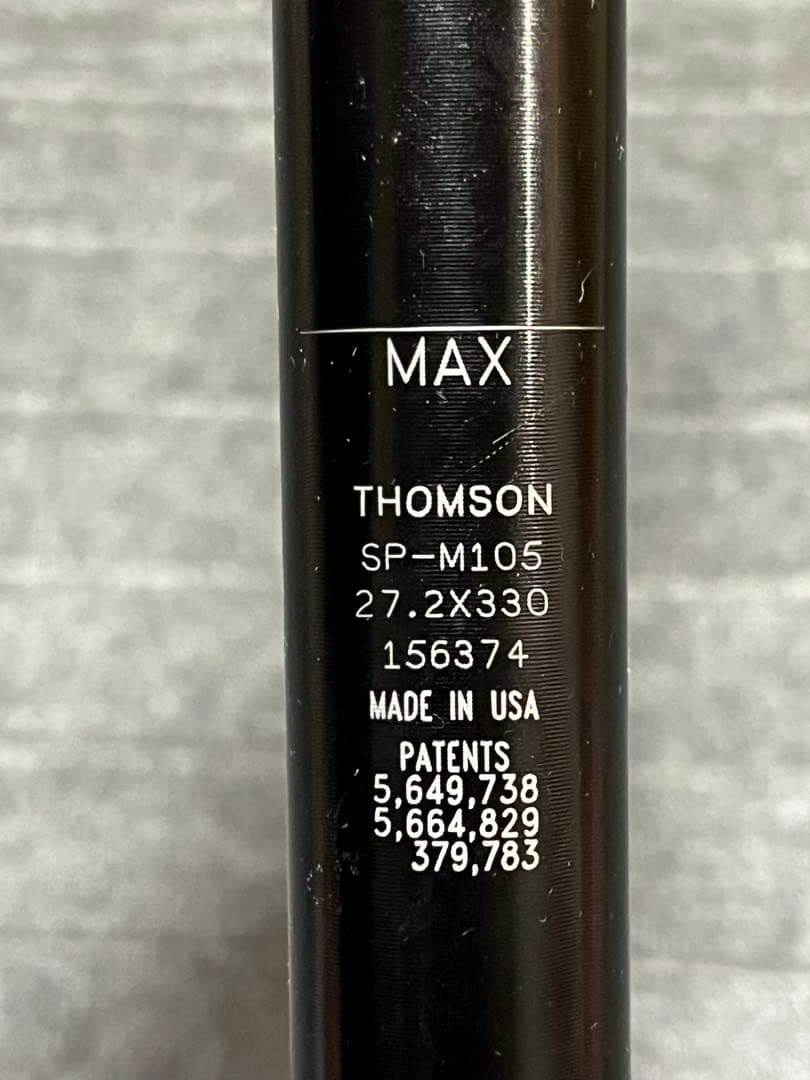 MAX
THOMSON
SP-M105
27.2X330
156374
MADE IN USA
PATENTS
5,649,738
5,664,829
379,783